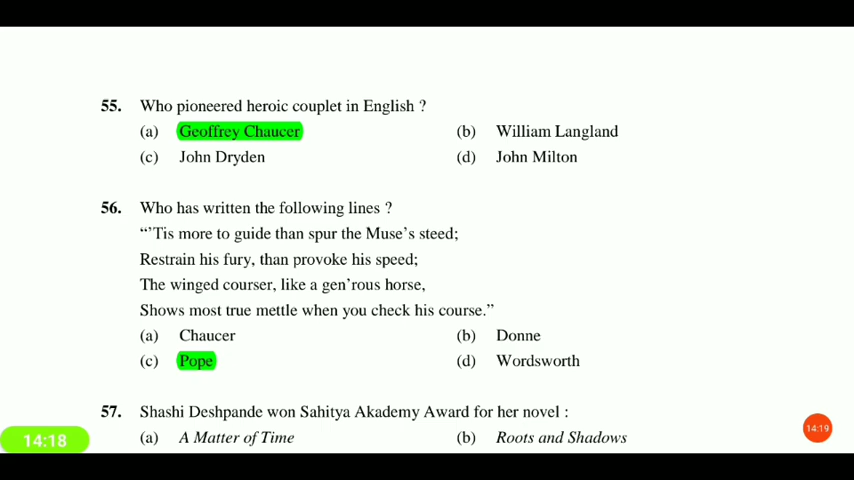 55. Who pioneered heroic couplet in English ?
(a) Geoffrey Chaucer (b) William Langland
(c) John Dryden (d) John Milton
56. Who has written the following lines ?
“’Tis more to guide than spur the Muse’s steed;
Restrain his fury, than provoke his speed;
The winged courser, like a gen’rous horse,
Shows most true mettle when you check his course.”
(a) Chaucer (b) Donne
(c) Pope (d) Wordsworth
57. Shashi Deshpande won Sahitya Akademy Award for her novel :
(a) A Matter of Time (b) Roots and Shadows
14:18
14:19